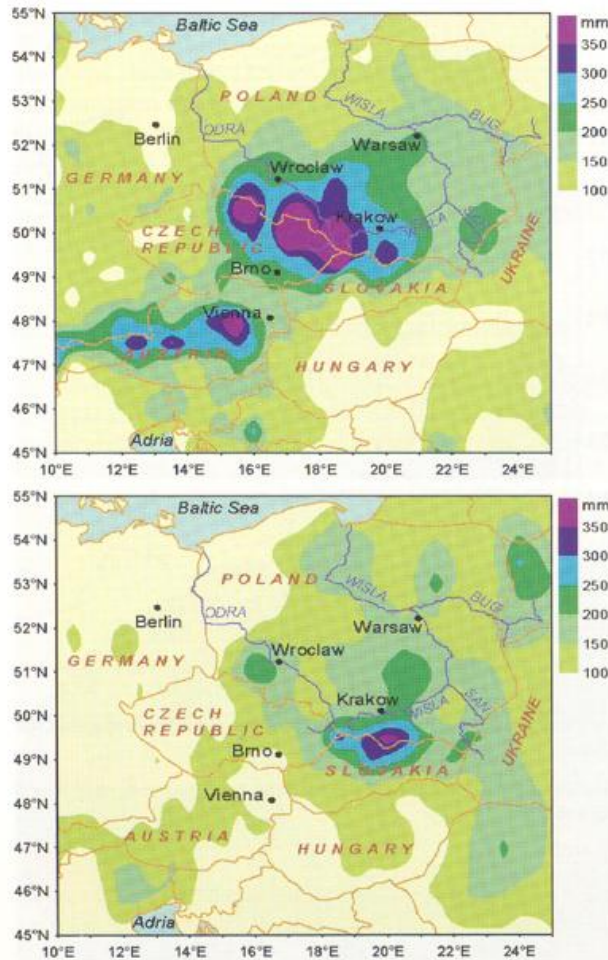 55°N
Baltic Sea
mm
54°N
350
53°N
POLAND
300
WISLA
BUG
250
Berlin
52°N
ODRA
Warsaw
200
Wroclaw
150
GERMANY
51°N
100
Krakow
WISLA
50°N
CZECH
REPUBLIC
UKRAINE
Brno
49°N
SLOVAKIA
Vienna
48°N
AUSTRIA
47°N
HUNGARY
46°N
Adria
45°N
10°E 12°E 14°E 16°E 18°E 20°E 22°E 24°E
55°N
Baltic Sea
mm
54°N
350
53°N
POLAND
300
WISLA
BUG
250
Berlin
52°N
ODRA
Warsaw
200
Wroclaw
150
GERMANY
51°N
100
Krakow
WISLA
SAN
50°N
CZECH
REPUBLIC
UKRAINE
Brno
49°N
SLOVAKIA
Vienna
48°N
AUSTRIA
47°N
HUNGARY
46°N
Adria
45°N
10°E 12°E 14°E 16°E 18°E 20°E 22°E 24°E